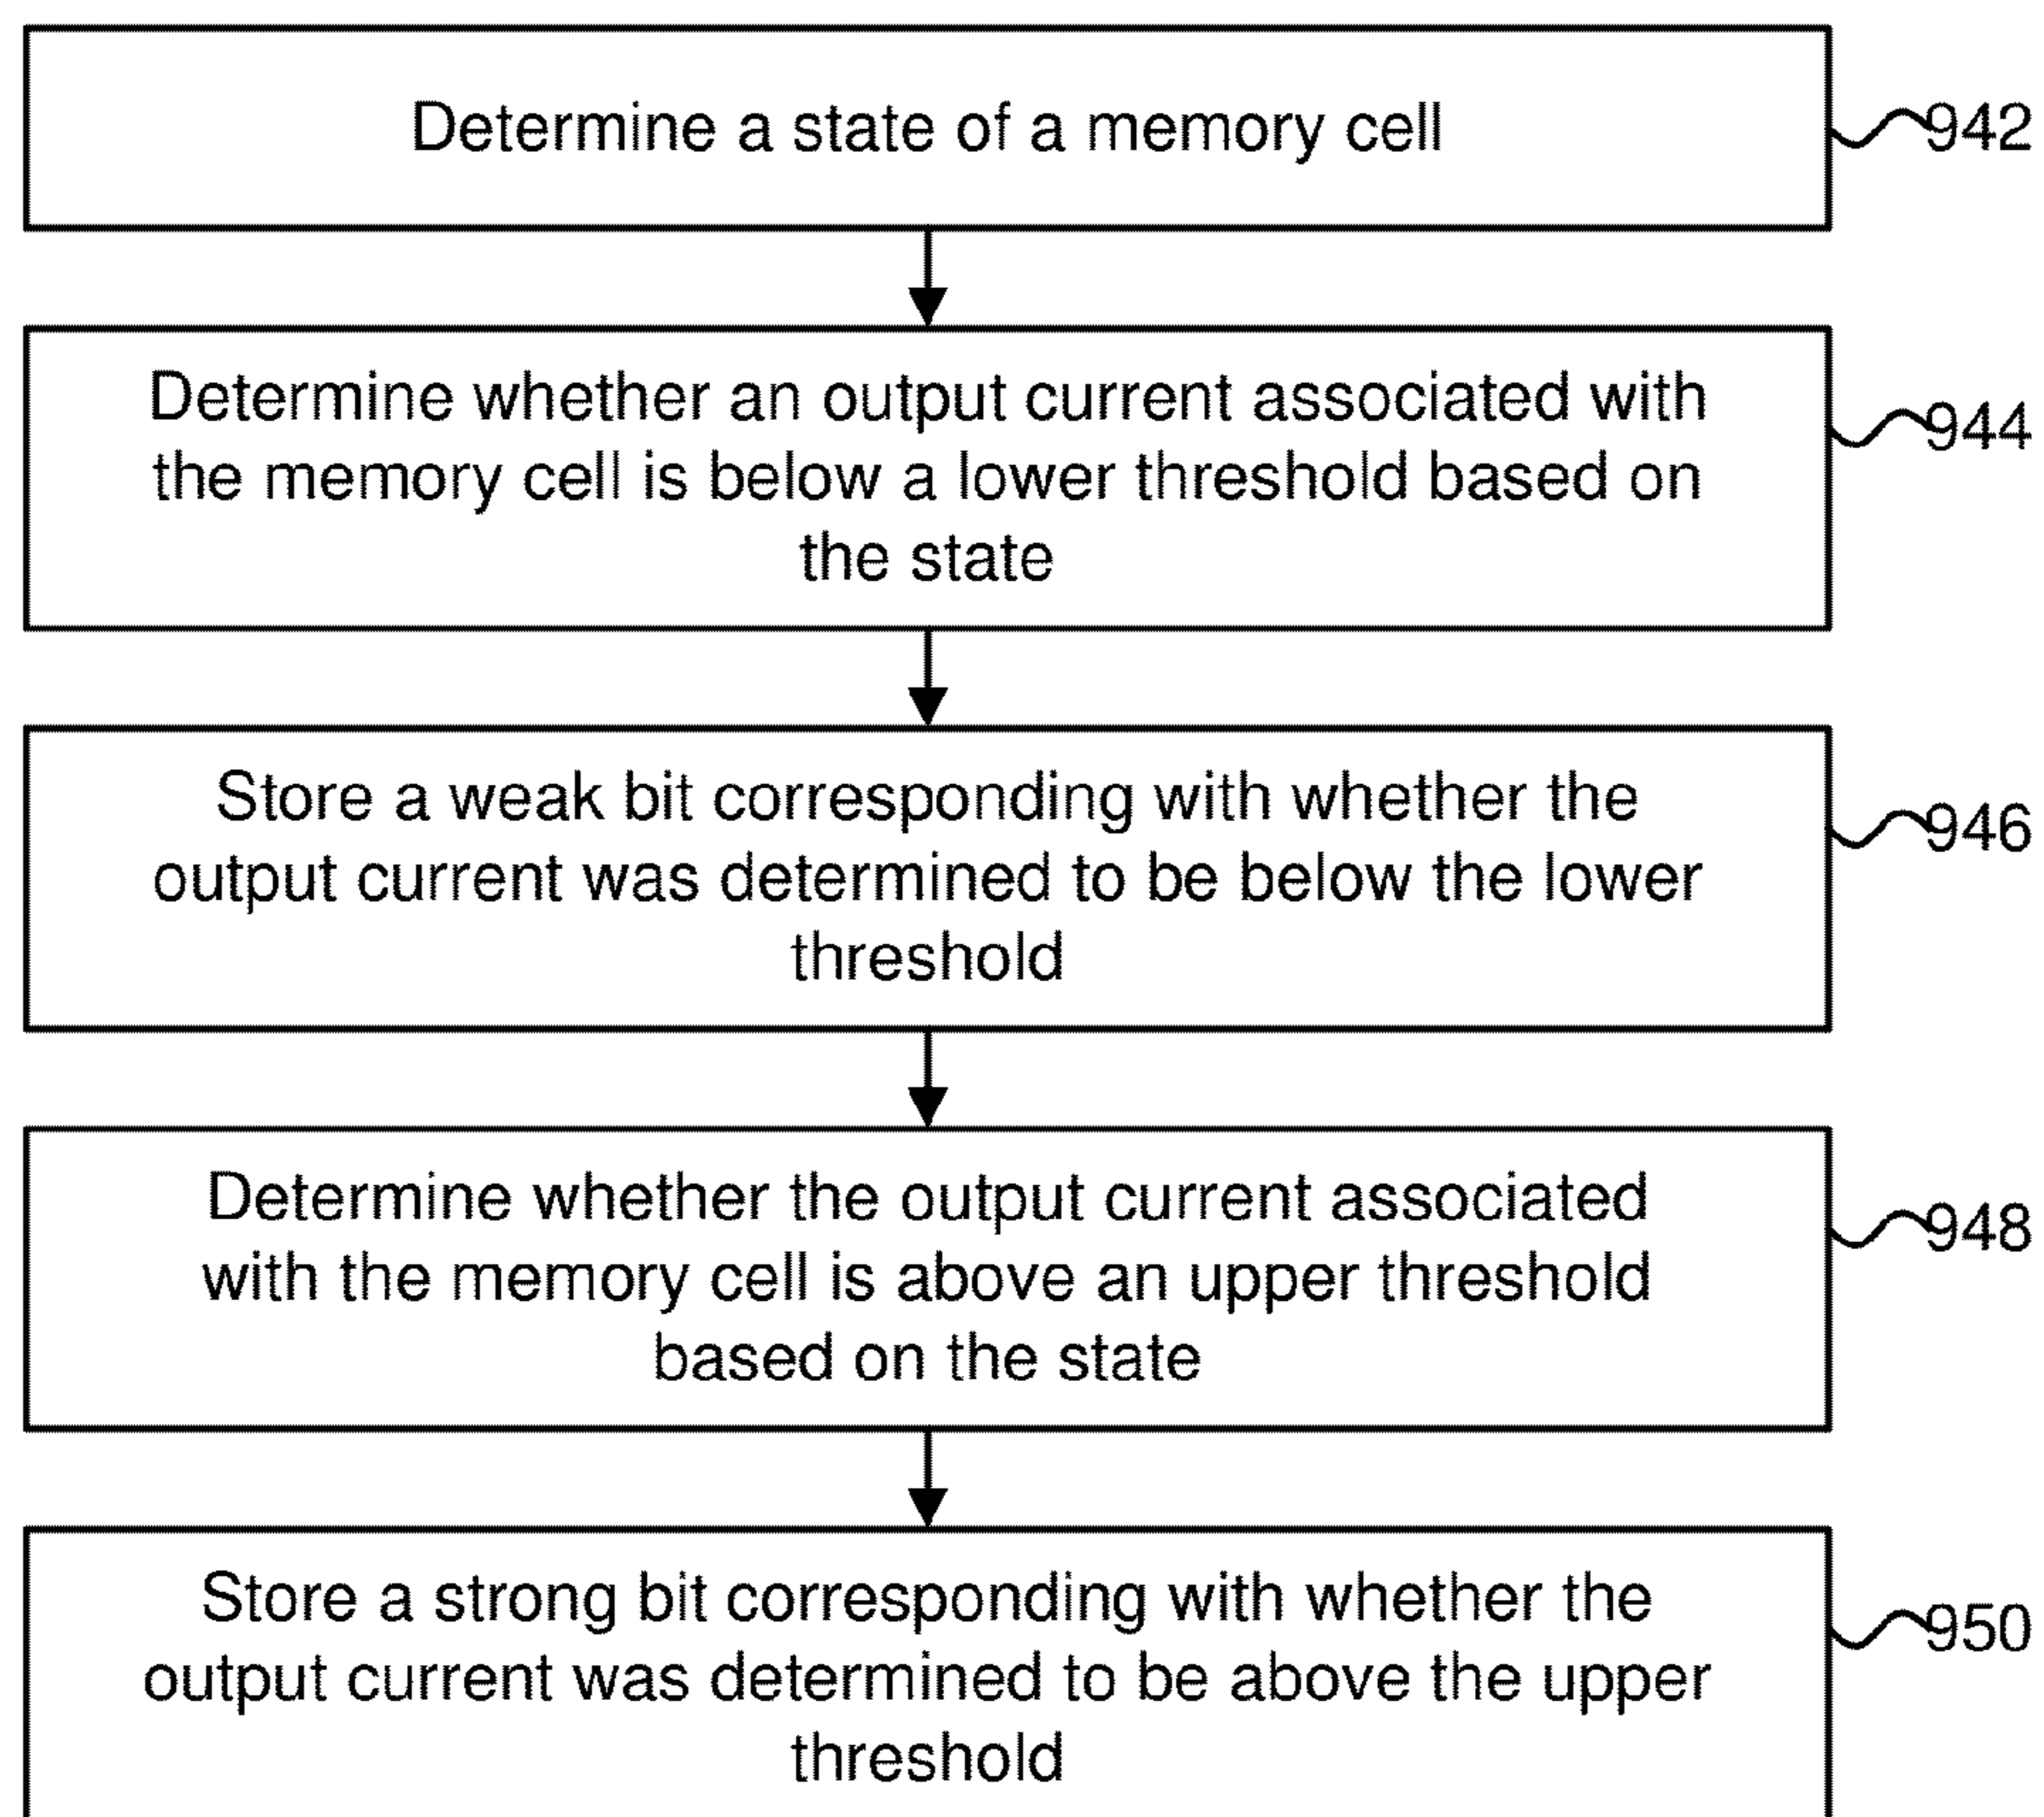 Determine a state of a memory cell
942
Determine whether an output current associated with
the memory cell is below a lower threshold based on
the state
944
Store a weak bit corresponding with whether the
output current was determined to be below the lower
threshold
946
Determine whether the output current associated
with the memory cell is above an upper threshold
based on the state
948
Store a strong bit corresponding with whether the
output current was determined to be above the upper
threshold
950